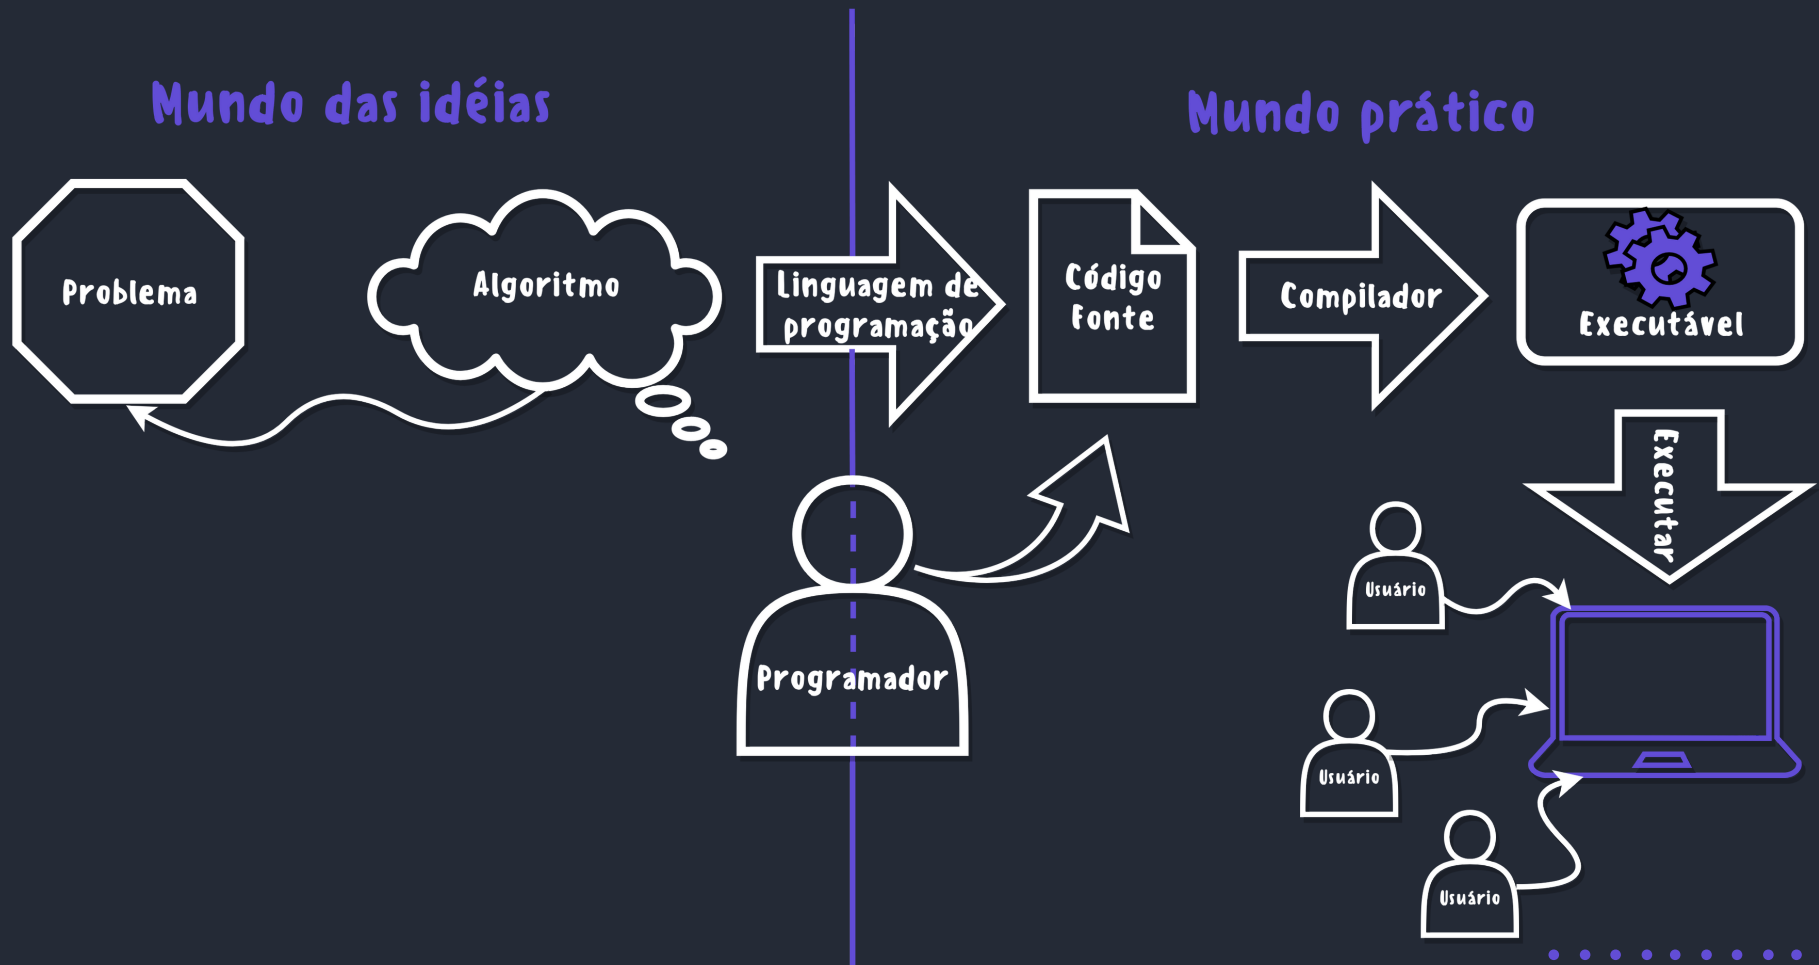 Mundo das idéias
Mundo prático
Problema
Algoritmo
Linguagem de
programação
Código
Fonte
Compilador
Executável
Executar
Programador
Usuário
Usuário
Usuário